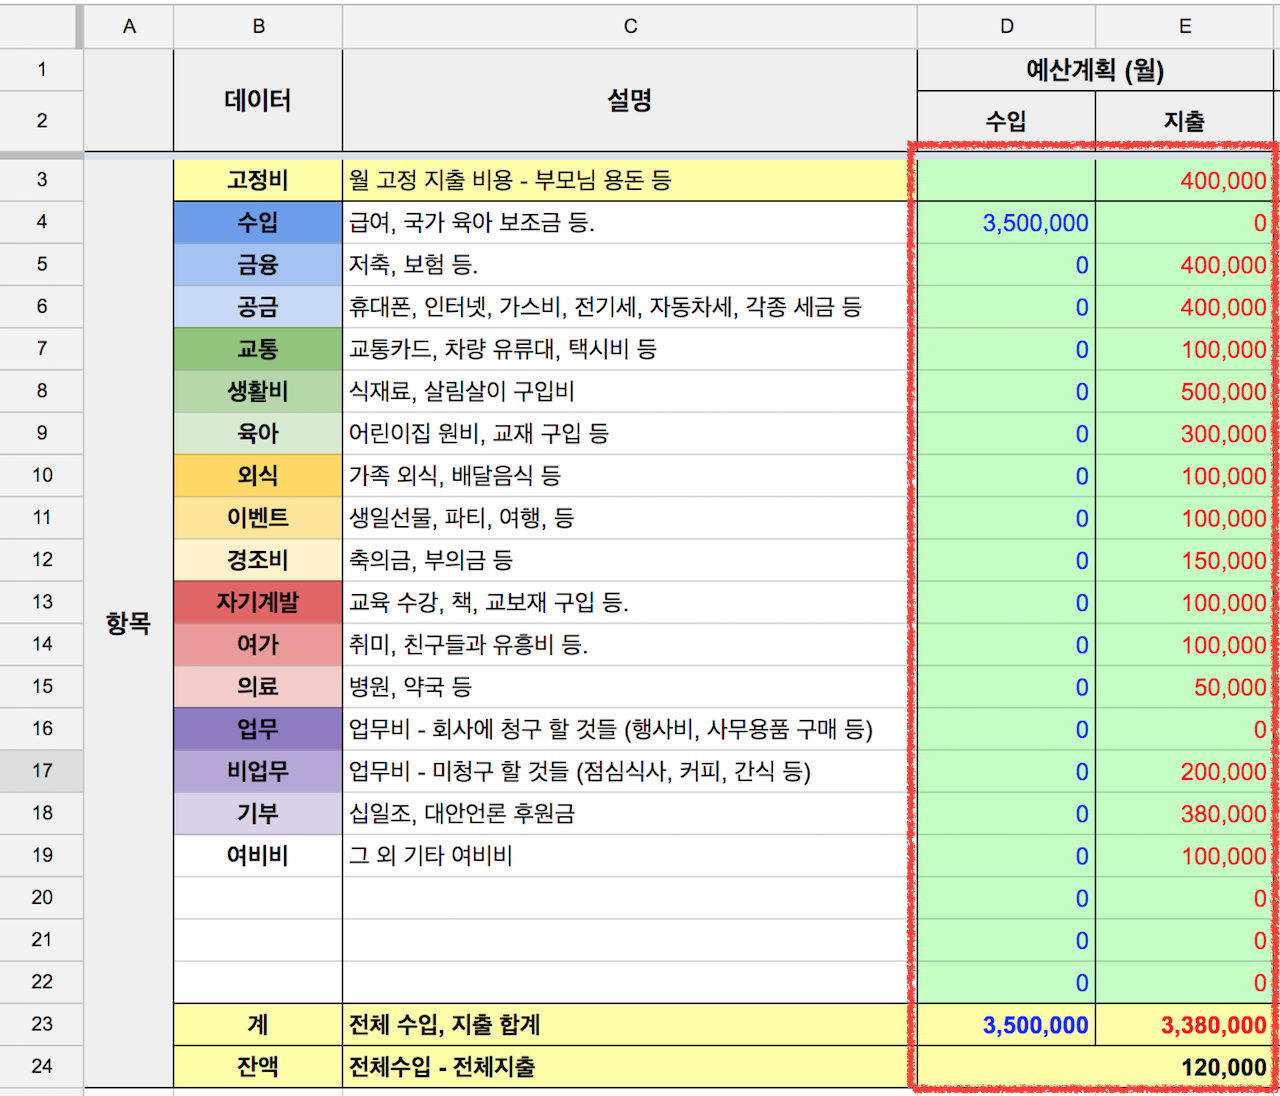 A B C D E
1 예산계획 (월)
데이터 설명
2 수입 지출
3 고정비 월 고정 지출 비용 - 부모님 용돈 등 400,000
4 수입 급여, 국가 육아 보조금 등. 3,500,000 0
5 금융 저축, 보험 등. 0 400,000
6 공금 휴대폰, 인터넷, 가스비, 전기세, 자동차세, 각종 세금 등 0 400,000
7 교통 교통카드, 차량 유류대, 택시비 등 0 100,000
8 생활비 식재료, 살림살이 구입비 0 500,000
9 육아 어린이집 원비, 교재 구입 등 0 300,000
10 외식 가족 외식, 배달음식 등 0 100,000
11 이벤트 생일선물, 파티, 여행, 등 0 100,000
12 경조비 축의금, 부의금 등 0 150,000
13 자기계발 교육 수강, 책, 교보재 구입 등. 0 100,000
항목
14 여가 취미, 친구들과 유흥비 등. 0 100,000
15 의료 병원, 약국 등 0 50,000
16 업무 업무비 - 회사에 청구 할 것들 (행사비, 사무용품 구매 등) 0
17 비업무 업무비 - 미청구 할 것들 (점심식사, 커피, 간식 등) 0 200,000
18 기부 십일조, 대안언론 후원금 0 380,000
19 여비비 그 외 기타 여비비 0 100,000
20 0 0
21 0 0
22 0 0
23 계 전체 수입, 지출 합계 3,500,000 3,380,000
24 잔액 전체수입 - 전체지출 120,000